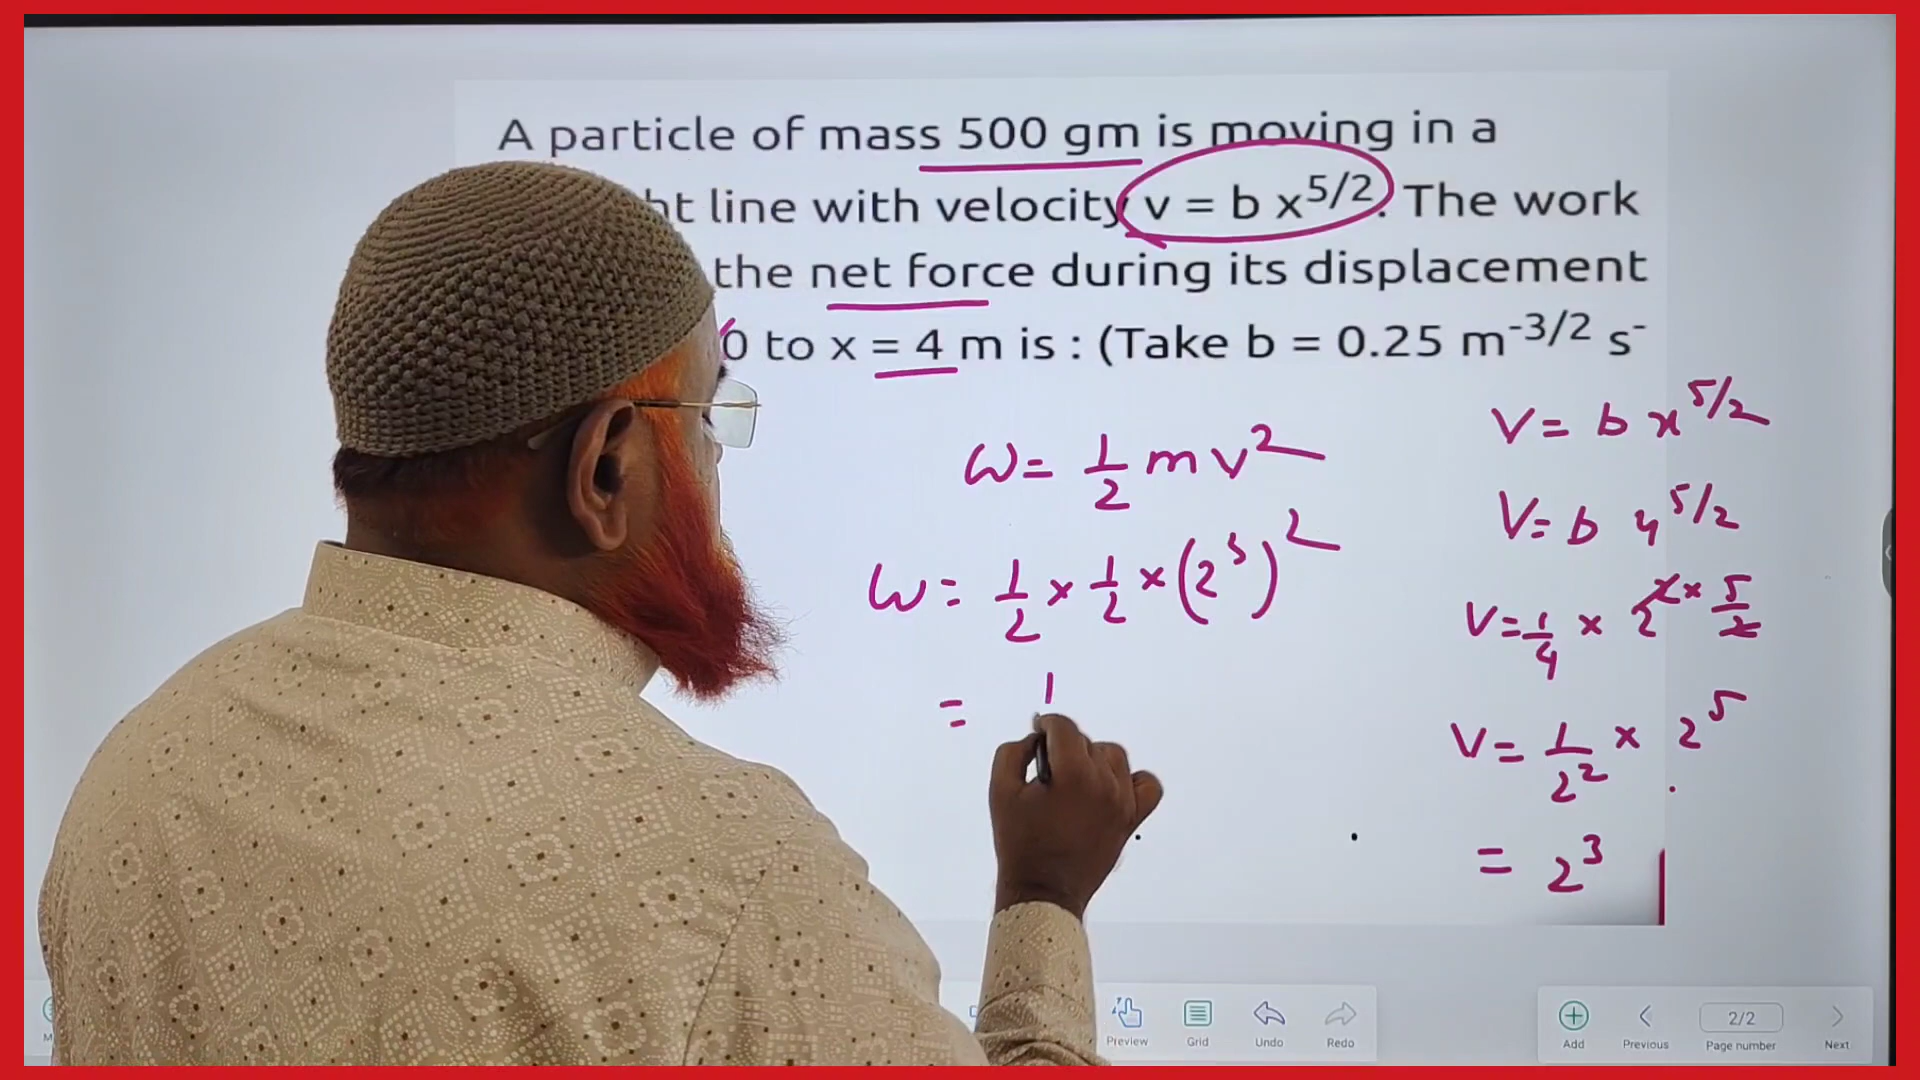 A particle of mass 500 gm is moving in a
ht line with velocity v = b x^5/2. The work
the net force during its displacement
0 to x = 4 m is : (Take b = 0.25 m^-3/2 s^-
W = 1/2 m v^2
W = 1/2 × 1/2 × (2^3)^2
= 1
V = b x^5/2
V = b 4^5/2
V = 1/4 × 2^2 × 5/2
V = 1/2^2 × 2^5
= 2^3
Preview Grid Undo Redo
Add Previous 2/2 Page number Next